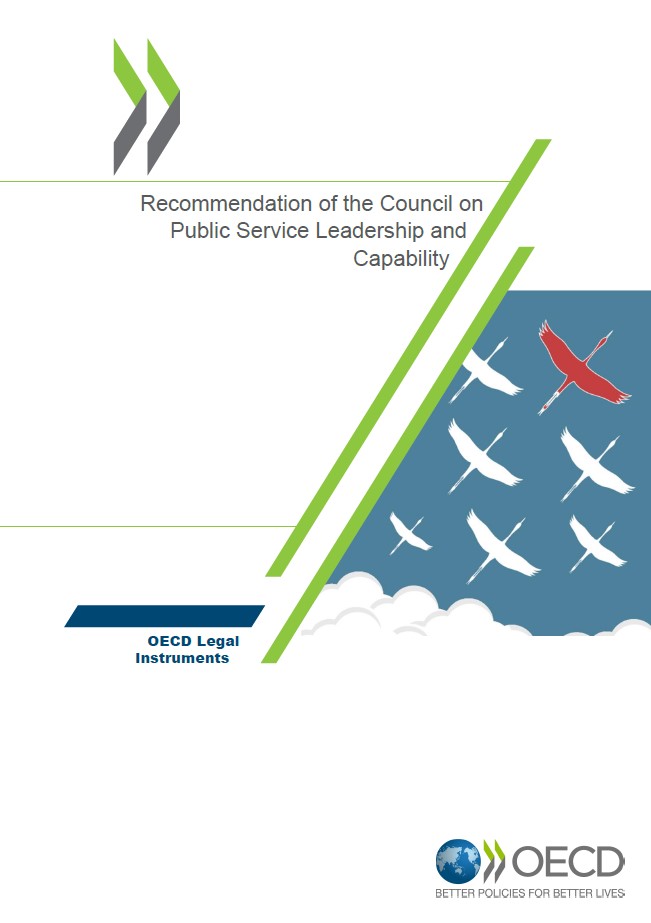 Recommendation of the Council on
Public Service Leadership and
Capability
OECD Legal
Instruments
OECD
BETTER POLICIES FOR BETTER LIVES